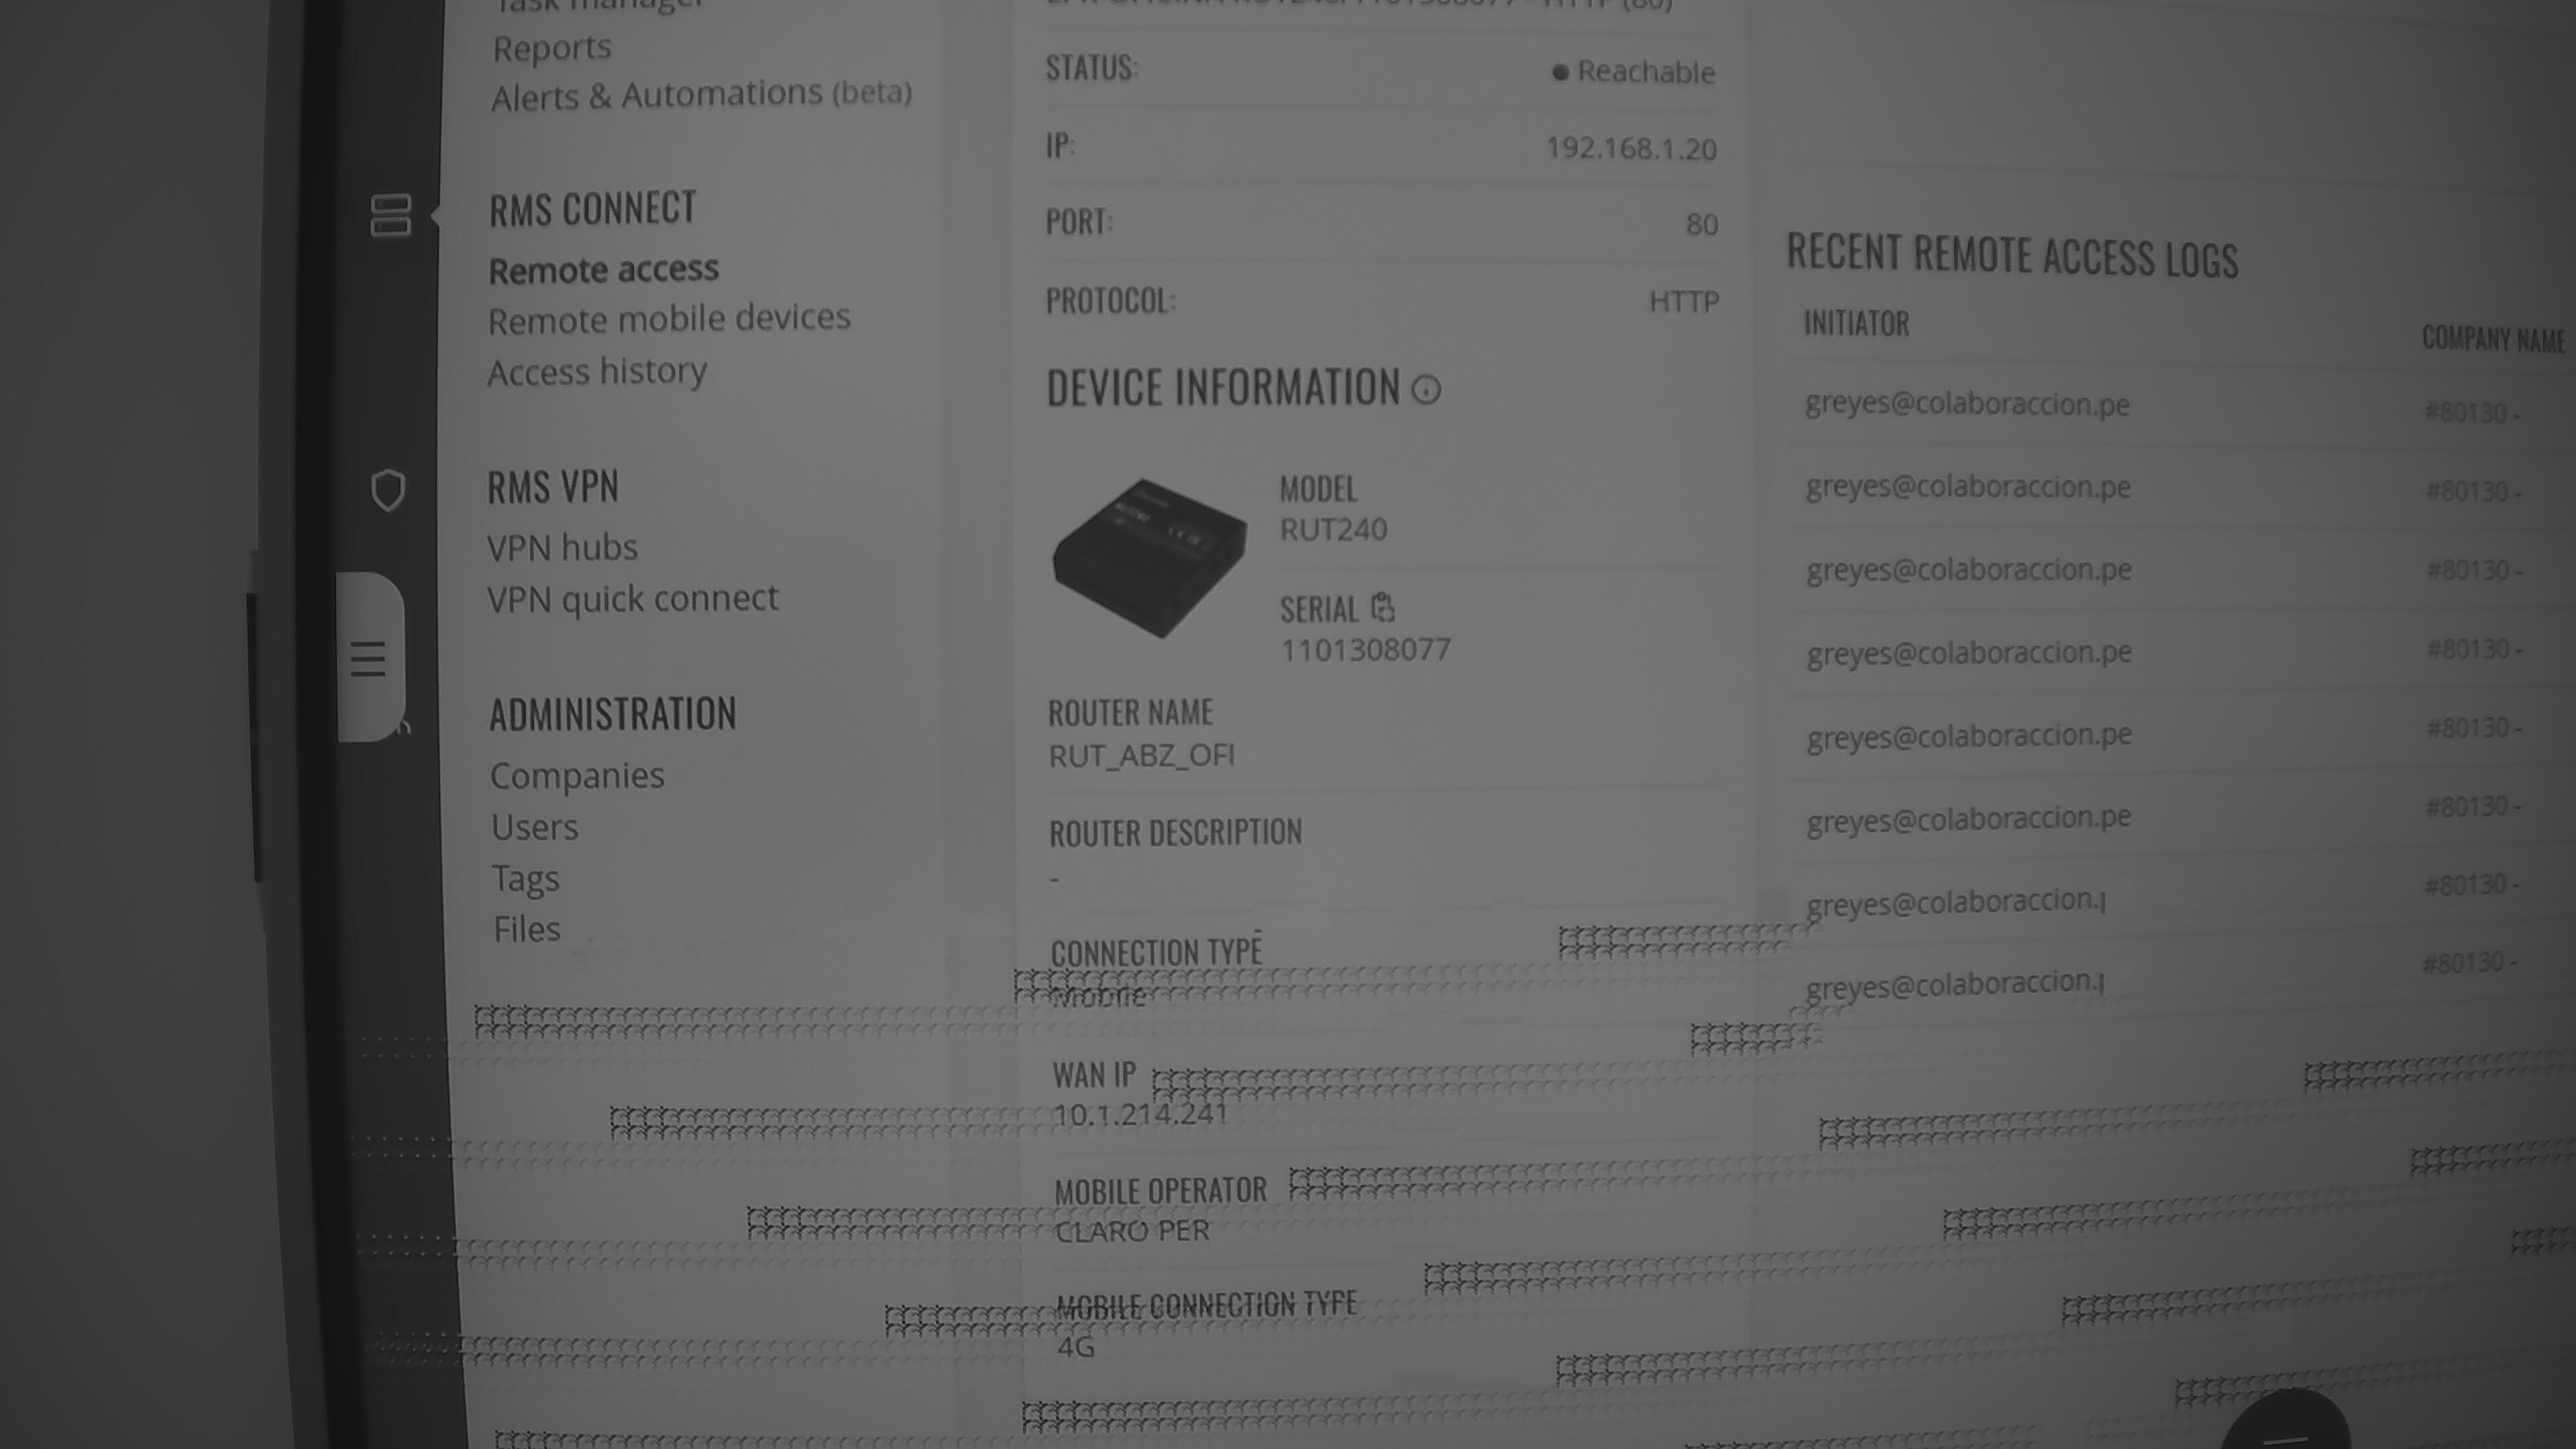 Task manager
Reports
Alerts & Automations (beta)
RMS CONNECT
Remote access
Remote mobile devices
Access history
RMS VPN
VPN hubs
VPN quick connect
ADMINISTRATION
Companies
Users
Tags
Files
HTTP (80)
STATUS: Reachable
IP: 192.168.1.20
PORT: 80
PROTOCOL: HTTP
DEVICE INFORMATION
MODEL
RUT240
SERIAL
1101308077
ROUTER NAME
RUT_ABZ_OFI
ROUTER DESCRIPTION
-
CONNECTION TYPE
Mobile
WAN IP
10.1.214.241
MOBILE OPERATOR
CLARO PER
MOBILE CONNECTION TYPE
4G
RECENT REMOTE ACCESS LOGS
INITIATOR COMPANY NAME
greyes@colaboraccion.pe #80130 -
greyes@colaboraccion.pe #80130 -
greyes@colaboraccion.pe #80130 -
greyes@colaboraccion.pe #80130 -
greyes@colaboraccion.pe #80130 -
greyes@colaboraccion.pe #80130 -
greyes@colaboraccion.p #80130 -
greyes@colaboraccion.p #80130 -